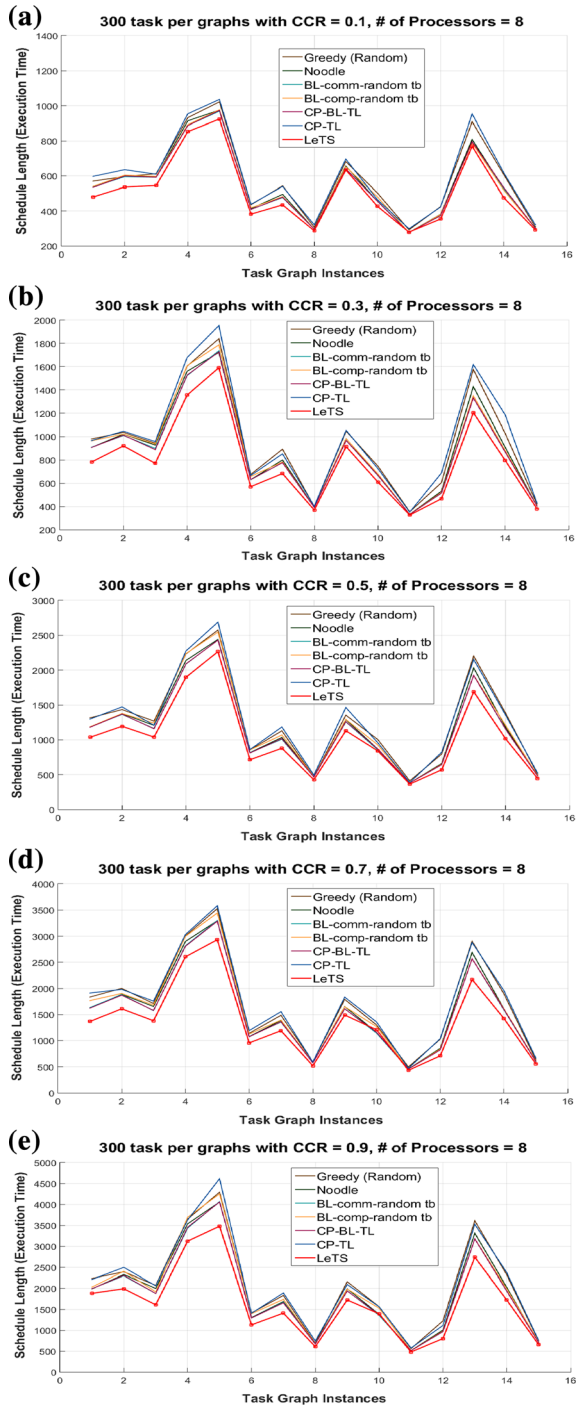 (a)
300 task per graphs with CCR = 0.1, # of Processors = 8
Schedule Length (Execution Time)
1400
1200
1000
800
600
400
200
Greedy (Random)
Noodle
BL-comm-random tb
BL-comp-random tb
CP-BL-TL
CP-TL
LeTS
0 2 4 6 8 10 12 14 16
Task Graph Instances
(b)
300 task per graphs with CCR = 0.3, # of Processors = 8
Schedule Length (Execution Time)
2000
1800
1600
1400
1200
1000
800
600
400
200
Greedy (Random)
Noodle
BL-comm-random tb
BL-comp-random tb
CP-BL-TL
CP-TL
LeTS
0 2 4 6 8 10 12 14 16
Task Graph Instances
(c)
300 task per graphs with CCR = 0.5, # of Processors = 8
Schedule Length (Execution Time)
3000
2500
2000
1500
1000
500
0
Greedy (Random)
Noodle
BL-comm-random tb
BL-comp-random tb
CP-BL-TL
CP-TL
LeTS
0 2 4 6 8 10 12 14 16
Task Graph Instances
(d)
300 task per graphs with CCR = 0.7, # of Processors = 8
Schedule Length (Execution Time)
4000
3500
3000
2500
2000
1500
1000
500
0
Greedy (Random)
Noodle
BL-comm-random tb
BL-comp-random tb
CP-BL-TL
CP-TL
LeTS
0 2 4 6 8 10 12 14 16
Task Graph Instances
(e)
300 task per graphs with CCR = 0.9, # of Processors = 8
Schedule Length (Execution Time)
5000
4500
4000
3500
3000
2500
2000
1500
1000
500
0
Greedy (Random)
Noodle
BL-comm-random tb
BL-comp-random tb
CP-BL-TL
CP-TL
LeTS
0 2 4 6 8 10 12 14 16
Task Graph Instances